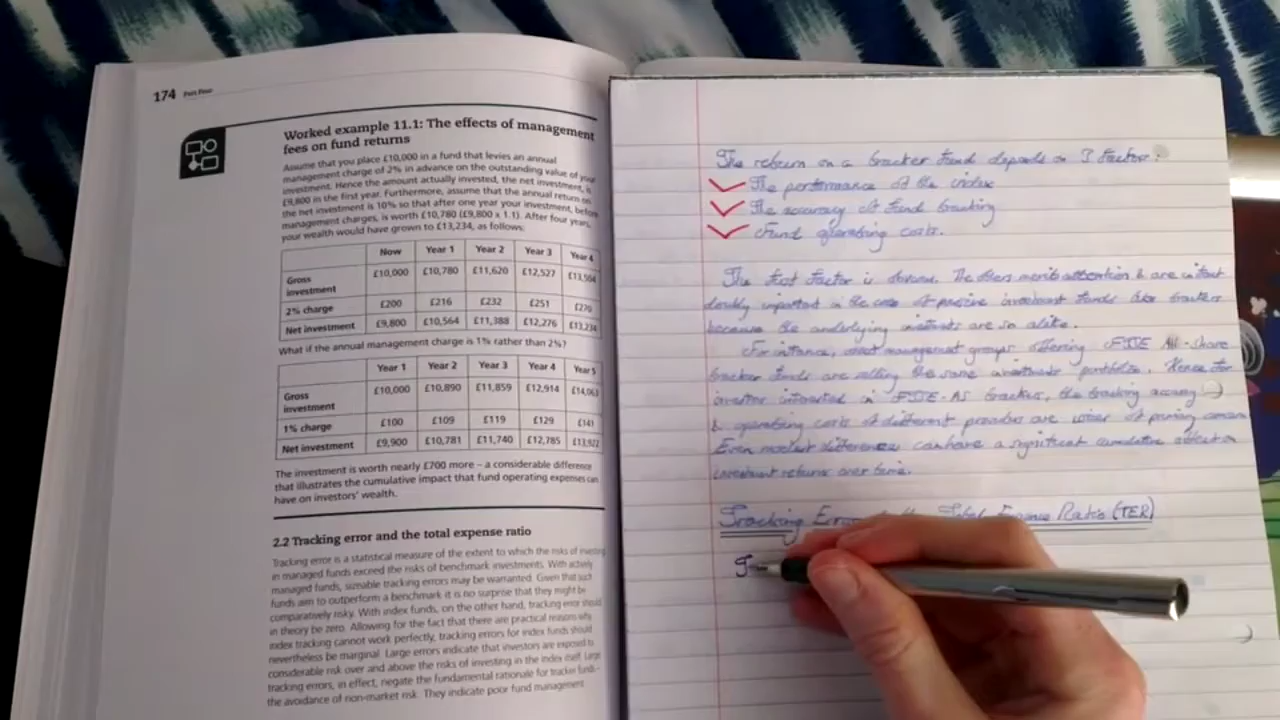 174 Part Four
Worked example 11.1: The effects of management
fees on fund returns
Assume that you place £10,000 in a fund that levies an annual
management charge of 2% in advance on the outstanding value of your
investment. Hence the amount actually invested, the net investment, is
£9,800 in the first year. Furthermore, assume that the annual return on
the net investment is 10% so that after one year your investment, before
management charges, is worth £10,780 (£9,800 x 1.1). After four years,
your wealth would have grown to £13,234, as follows:
Now Year 1 Year 2 Year 3 Year 4
Gross investment £10,000 £10,780 £11,620 £12,527 £13,504
2% charge £200 £216 £232 £251 £270
Net investment £9,800 £10,564 £11,388 £12,276 £13,234
What if the annual management charge is 1% rather than 2%?
Year 1 Year 2 Year 3 Year 4 Year 5
Gross investment £10,000 £10,890 £11,859 £12,914 £14,063
1% charge £100 £109 £119 £129 £141
Net investment £9,900 £10,781 £11,740 £12,785 £13,922
The investment is worth nearly £700 more – a considerable difference
that illustrates the cumulative impact that fund operating expenses can
have on investors' wealth.
2.2 Tracking error and the total expense ratio
Tracking error is a statistical measure of the extent to which the risks of investing
in managed funds exceed the risks of benchmark investments. With actively
managed funds, sizeable tracking errors may be warranted. Given that such
funds aim to outperform a benchmark it is no surprise that they might be
comparatively risky. With index funds, on the other hand, tracking error should
in theory be zero. Allowing for the fact that there are practical reasons why
index tracking cannot work perfectly, tracking errors for index funds should
nevertheless be marginal. Large errors indicate that investors are exposed to
considerable risk over and above the risks of investing in the index itself. Large
tracking errors, in effect, negate the fundamental rationale for tracker funds –
the avoidance of non-market risk. They indicate poor fund management
The return on a tracker fund depends on 3 factor:
The performance of the index
The accuracy of fund tracking
Fund operating costs.
The first factor is obvious. The others merit attention & are in fact
doubly important in the case of passive investment funds like trackers
because the underlying investments are so alike.
For instance, asset management groups offering FTSE All-Share
tracker funds are selling the same investments portfolio. Hence for
investor interested in FTSE-AS trackers, the tracking accuracy
& operating costs of different providers are of
Even modest differences can have a significant cumulative effect on
investment returns over time.
Tracking Error Total Expense Ratio (TER)
T